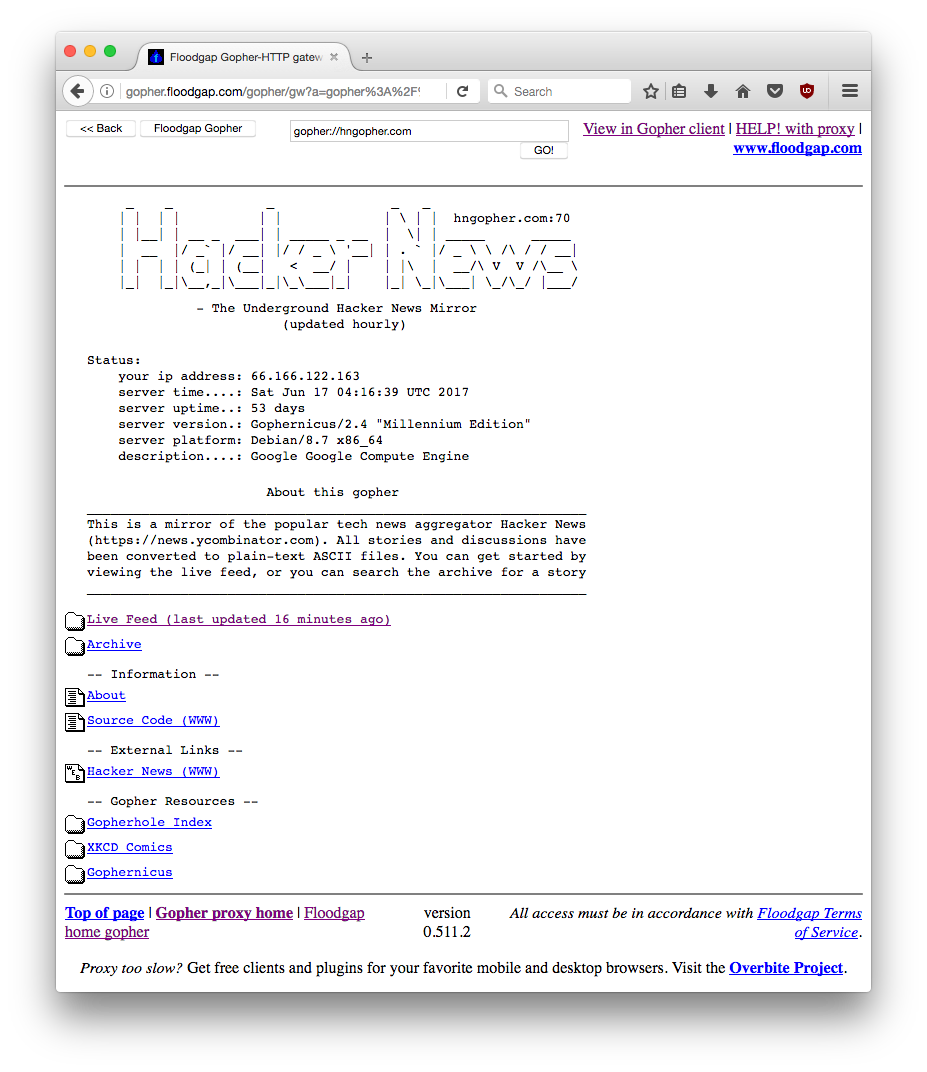 Floodgap Gopher-HTTP gatew
gopher.floodgap.com/gopher/gw?a=gopher%3A%2F
Search
<< Back
Floodgap Gopher
gopher://hngopher.com
GO!
View in Gopher client | HELP! with proxy |
www.floodgap.com
Hacker News
hngopher.com:70
- The Underground Hacker News Mirror
(updated hourly)
Status:
your ip address: 66.166.122.163
server time....: Sat Jun 17 04:16:39 UTC 2017
server uptime..: 53 days
server version.: Gophernicus/2.4 "Millennium Edition"
server platform: Debian/8.7 x86_64
description....: Google Google Compute Engine
About this gopher
This is a mirror of the popular tech news aggregator Hacker News
(https://news.ycombinator.com). All stories and discussions have
been converted to plain-text ASCII files. You can get started by
viewing the live feed, or you can search the archive for a story
Live Feed (last updated 16 minutes ago)
Archive
-- Information --
About
Source Code (WWW)
-- External Links --
Hacker News (WWW)
-- Gopher Resources --
Gopherhole Index
XKCD Comics
Gophernicus
Top of page | Gopher proxy home | Floodgap
home gopher
version
0.511.2
All access must be in accordance with Floodgap Terms
of Service.
Proxy too slow? Get free clients and plugins for your favorite mobile and desktop browsers. Visit the Overbite Project.